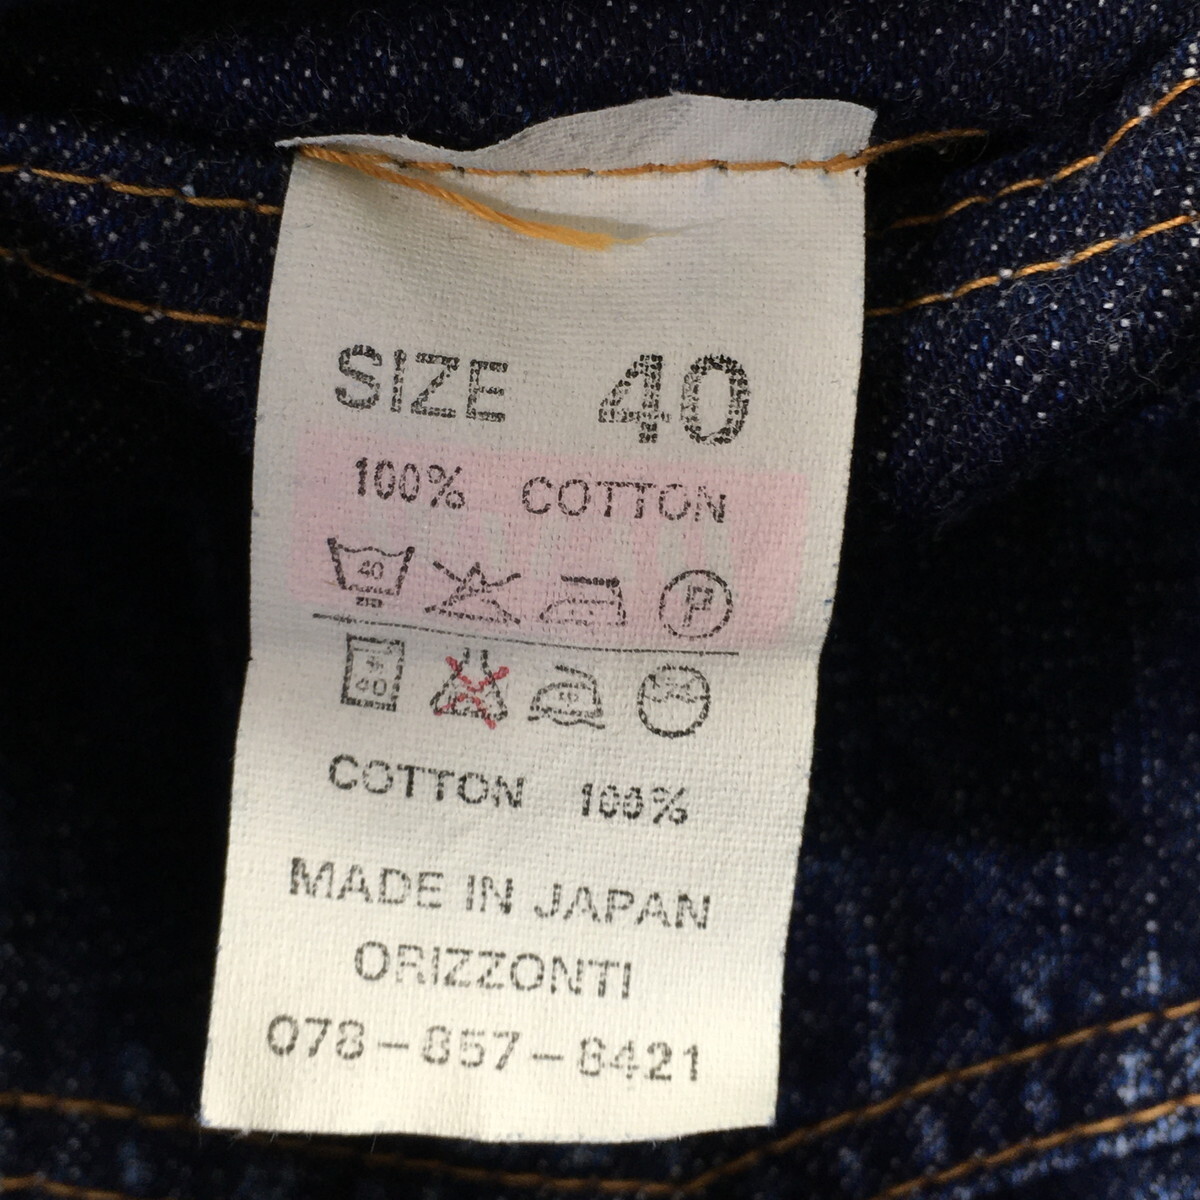 SIZE 40
100% COTTON
40 P
40
COTTON 100%
MADE IN JAPAN
ORIZZONTI
078-857-8421